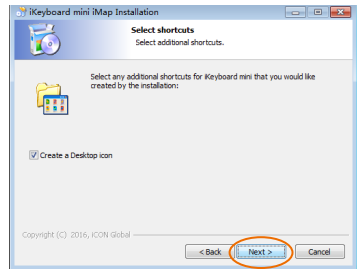 iKeyboard mini iMap Installation
Select shortcuts
Select additional shortcuts.
Select any additional shortcuts for iKeyboard mini that you would like
created by the installation:
Create a Desktop icon
Copyright (C) 2016, iCON Global
< Back
Next >
Cancel